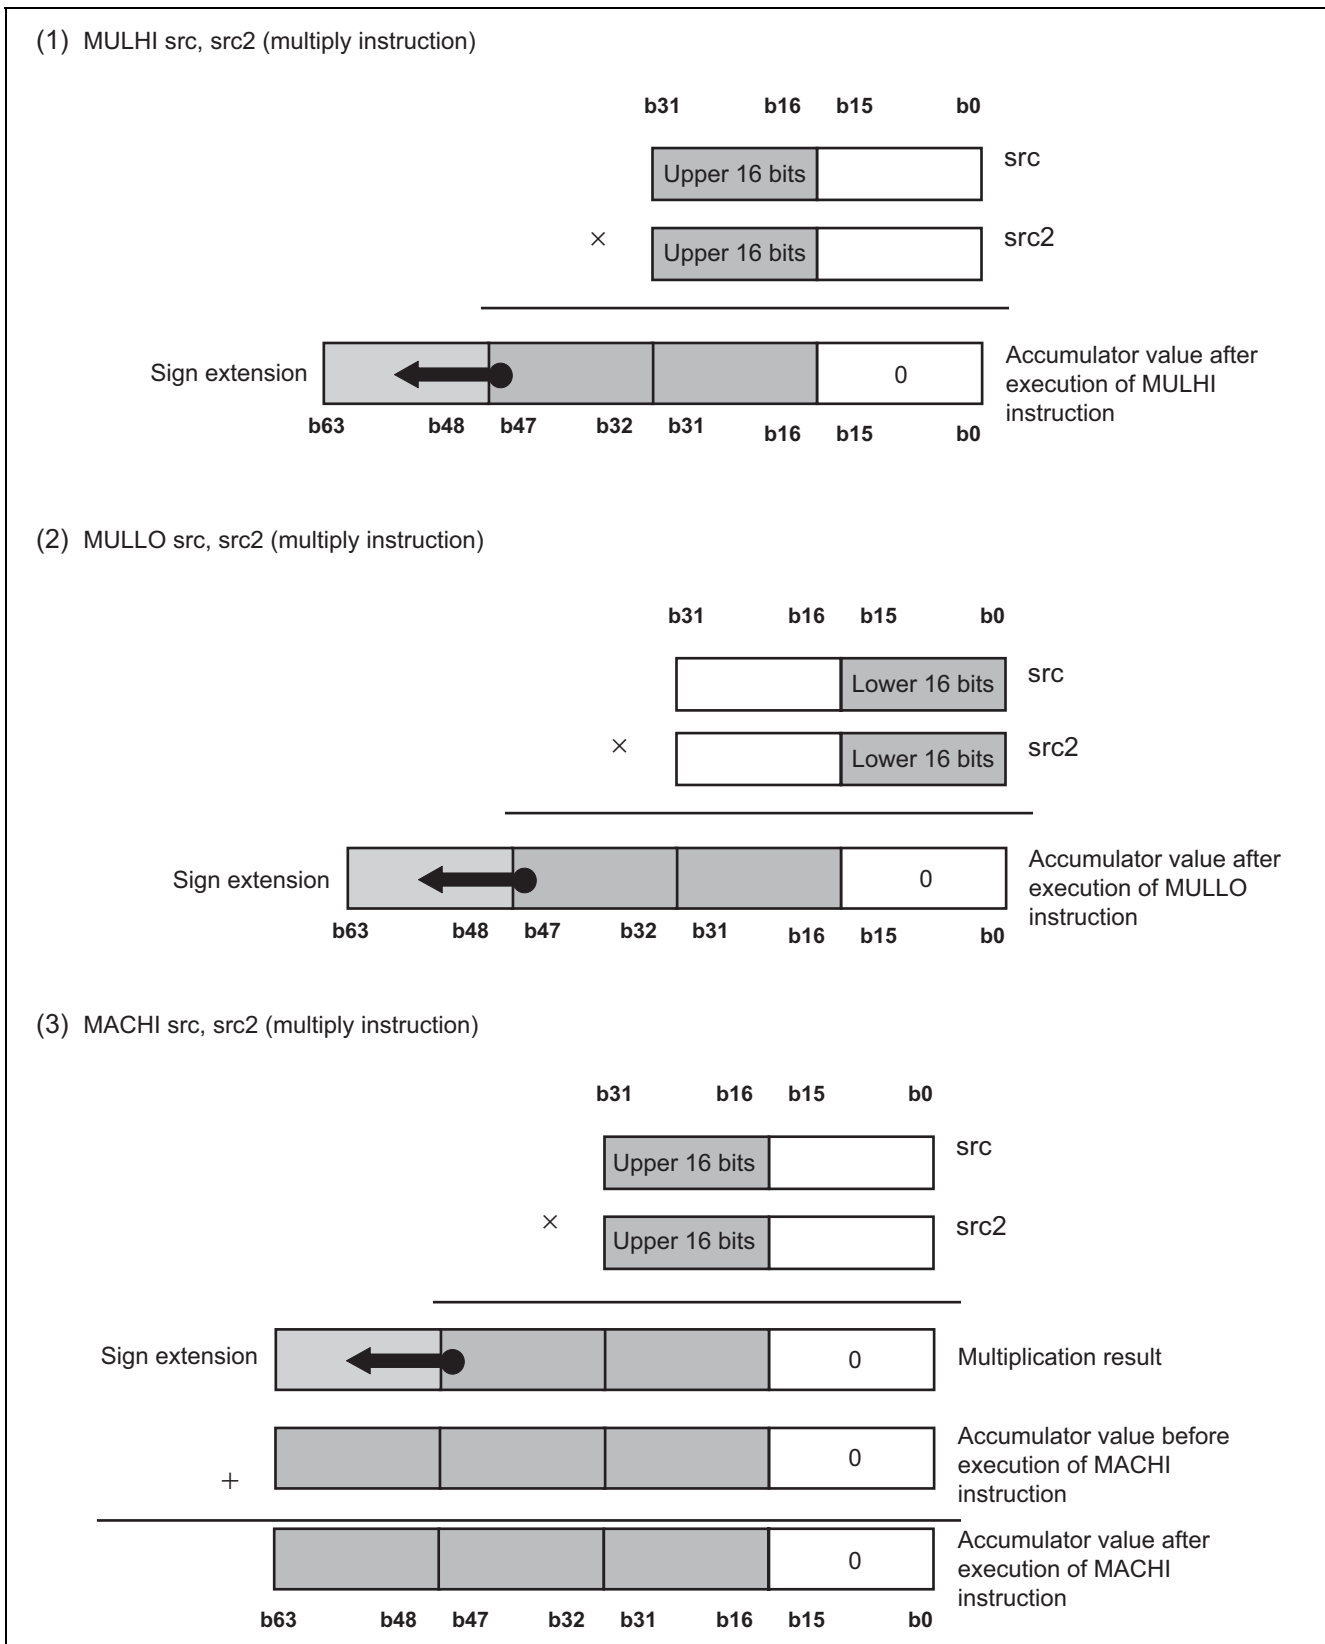 (1) MULHI src, src2 (multiply instruction)
b31 b16 b15 b0
Upper 16 bits src
× Upper 16 bits src2
Sign extension 0 Accumulator value after
execution of MULHI
instruction
b63 b48 b47 b32 b31 b16 b15 b0
(2) MULLO src, src2 (multiply instruction)
b31 b16 b15 b0
Lower 16 bits src
× Lower 16 bits src2
Sign extension 0 Accumulator value after
execution of MULLO
instruction
b63 b48 b47 b32 b31 b16 b15 b0
(3) MACHI src, src2 (multiply instruction)
b31 b16 b15 b0
Upper 16 bits src
× Upper 16 bits src2
Sign extension 0 Multiplication result
+ 0 Accumulator value before
execution of MACHI
instruction
0 Accumulator value after
execution of MACHI
instruction
b63 b48 b47 b32 b31 b16 b15 b0